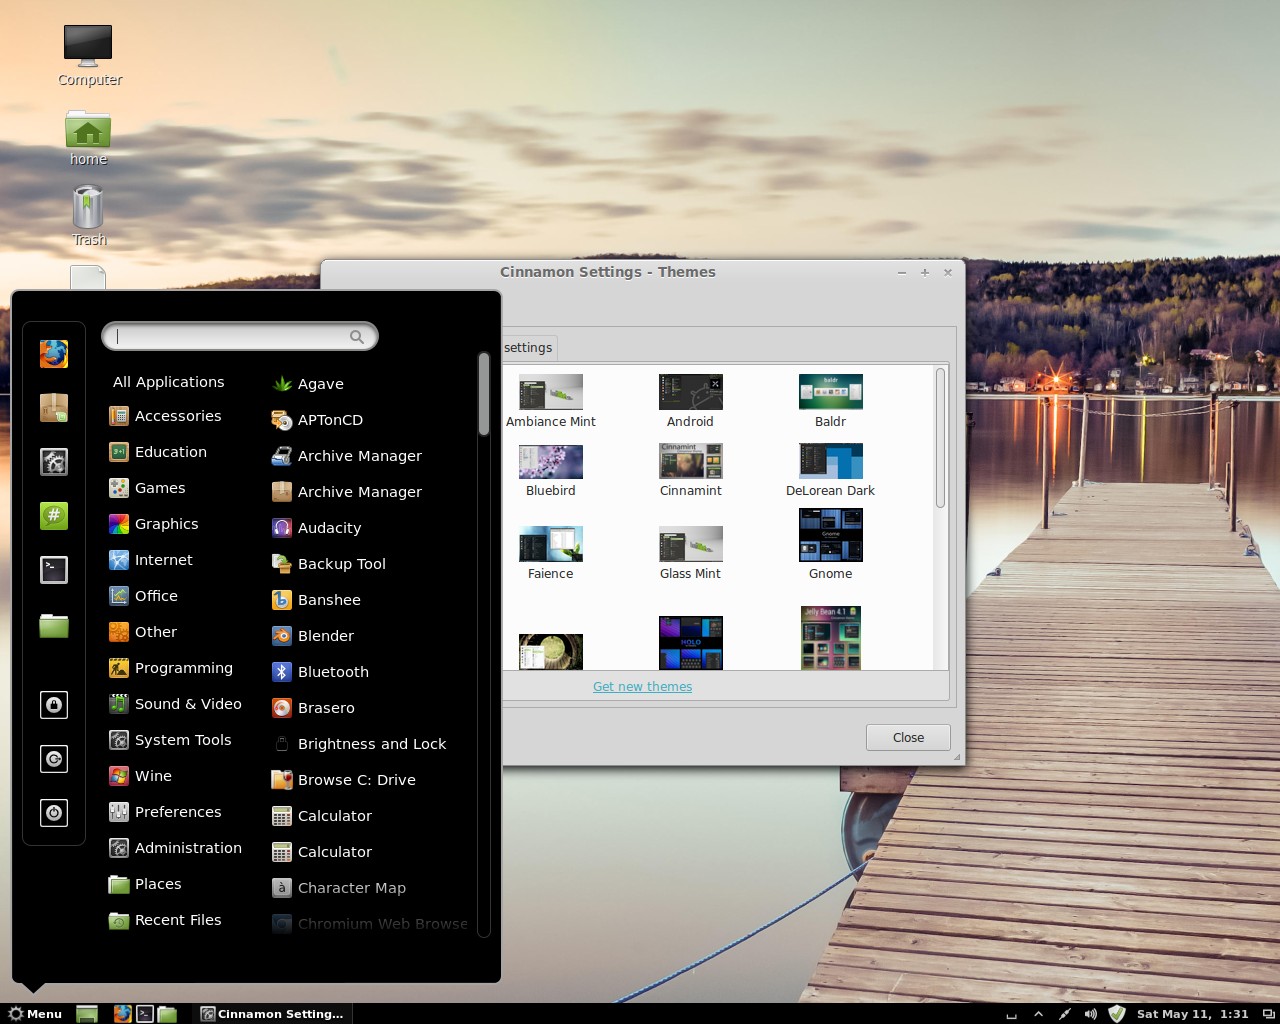 Computer
home
Trash
Cinnamon Settings - Themes
settings
Ambiance Mint
Android
Baldr
Bluebird
Cinnamint
DeLorean Dark
Faience
Glass Mint
Gnome
Jelly Bean 4.1
Get new themes
Close
All Applications
Accessories
Education
Games
Graphics
Internet
Office
Other
Programming
Sound & Video
System Tools
Wine
Preferences
Administration
Places
Recent Files
Agave
APTonCD
Archive Manager
Archive Manager
Audacity
Backup Tool
Banshee
Blender
Bluetooth
Brasero
Brightness and Lock
Browse C: Drive
Calculator
Calculator
Character Map
Chromium Web Browse
Menu
Cinnamon Setting...
Sat May 11, 1:31